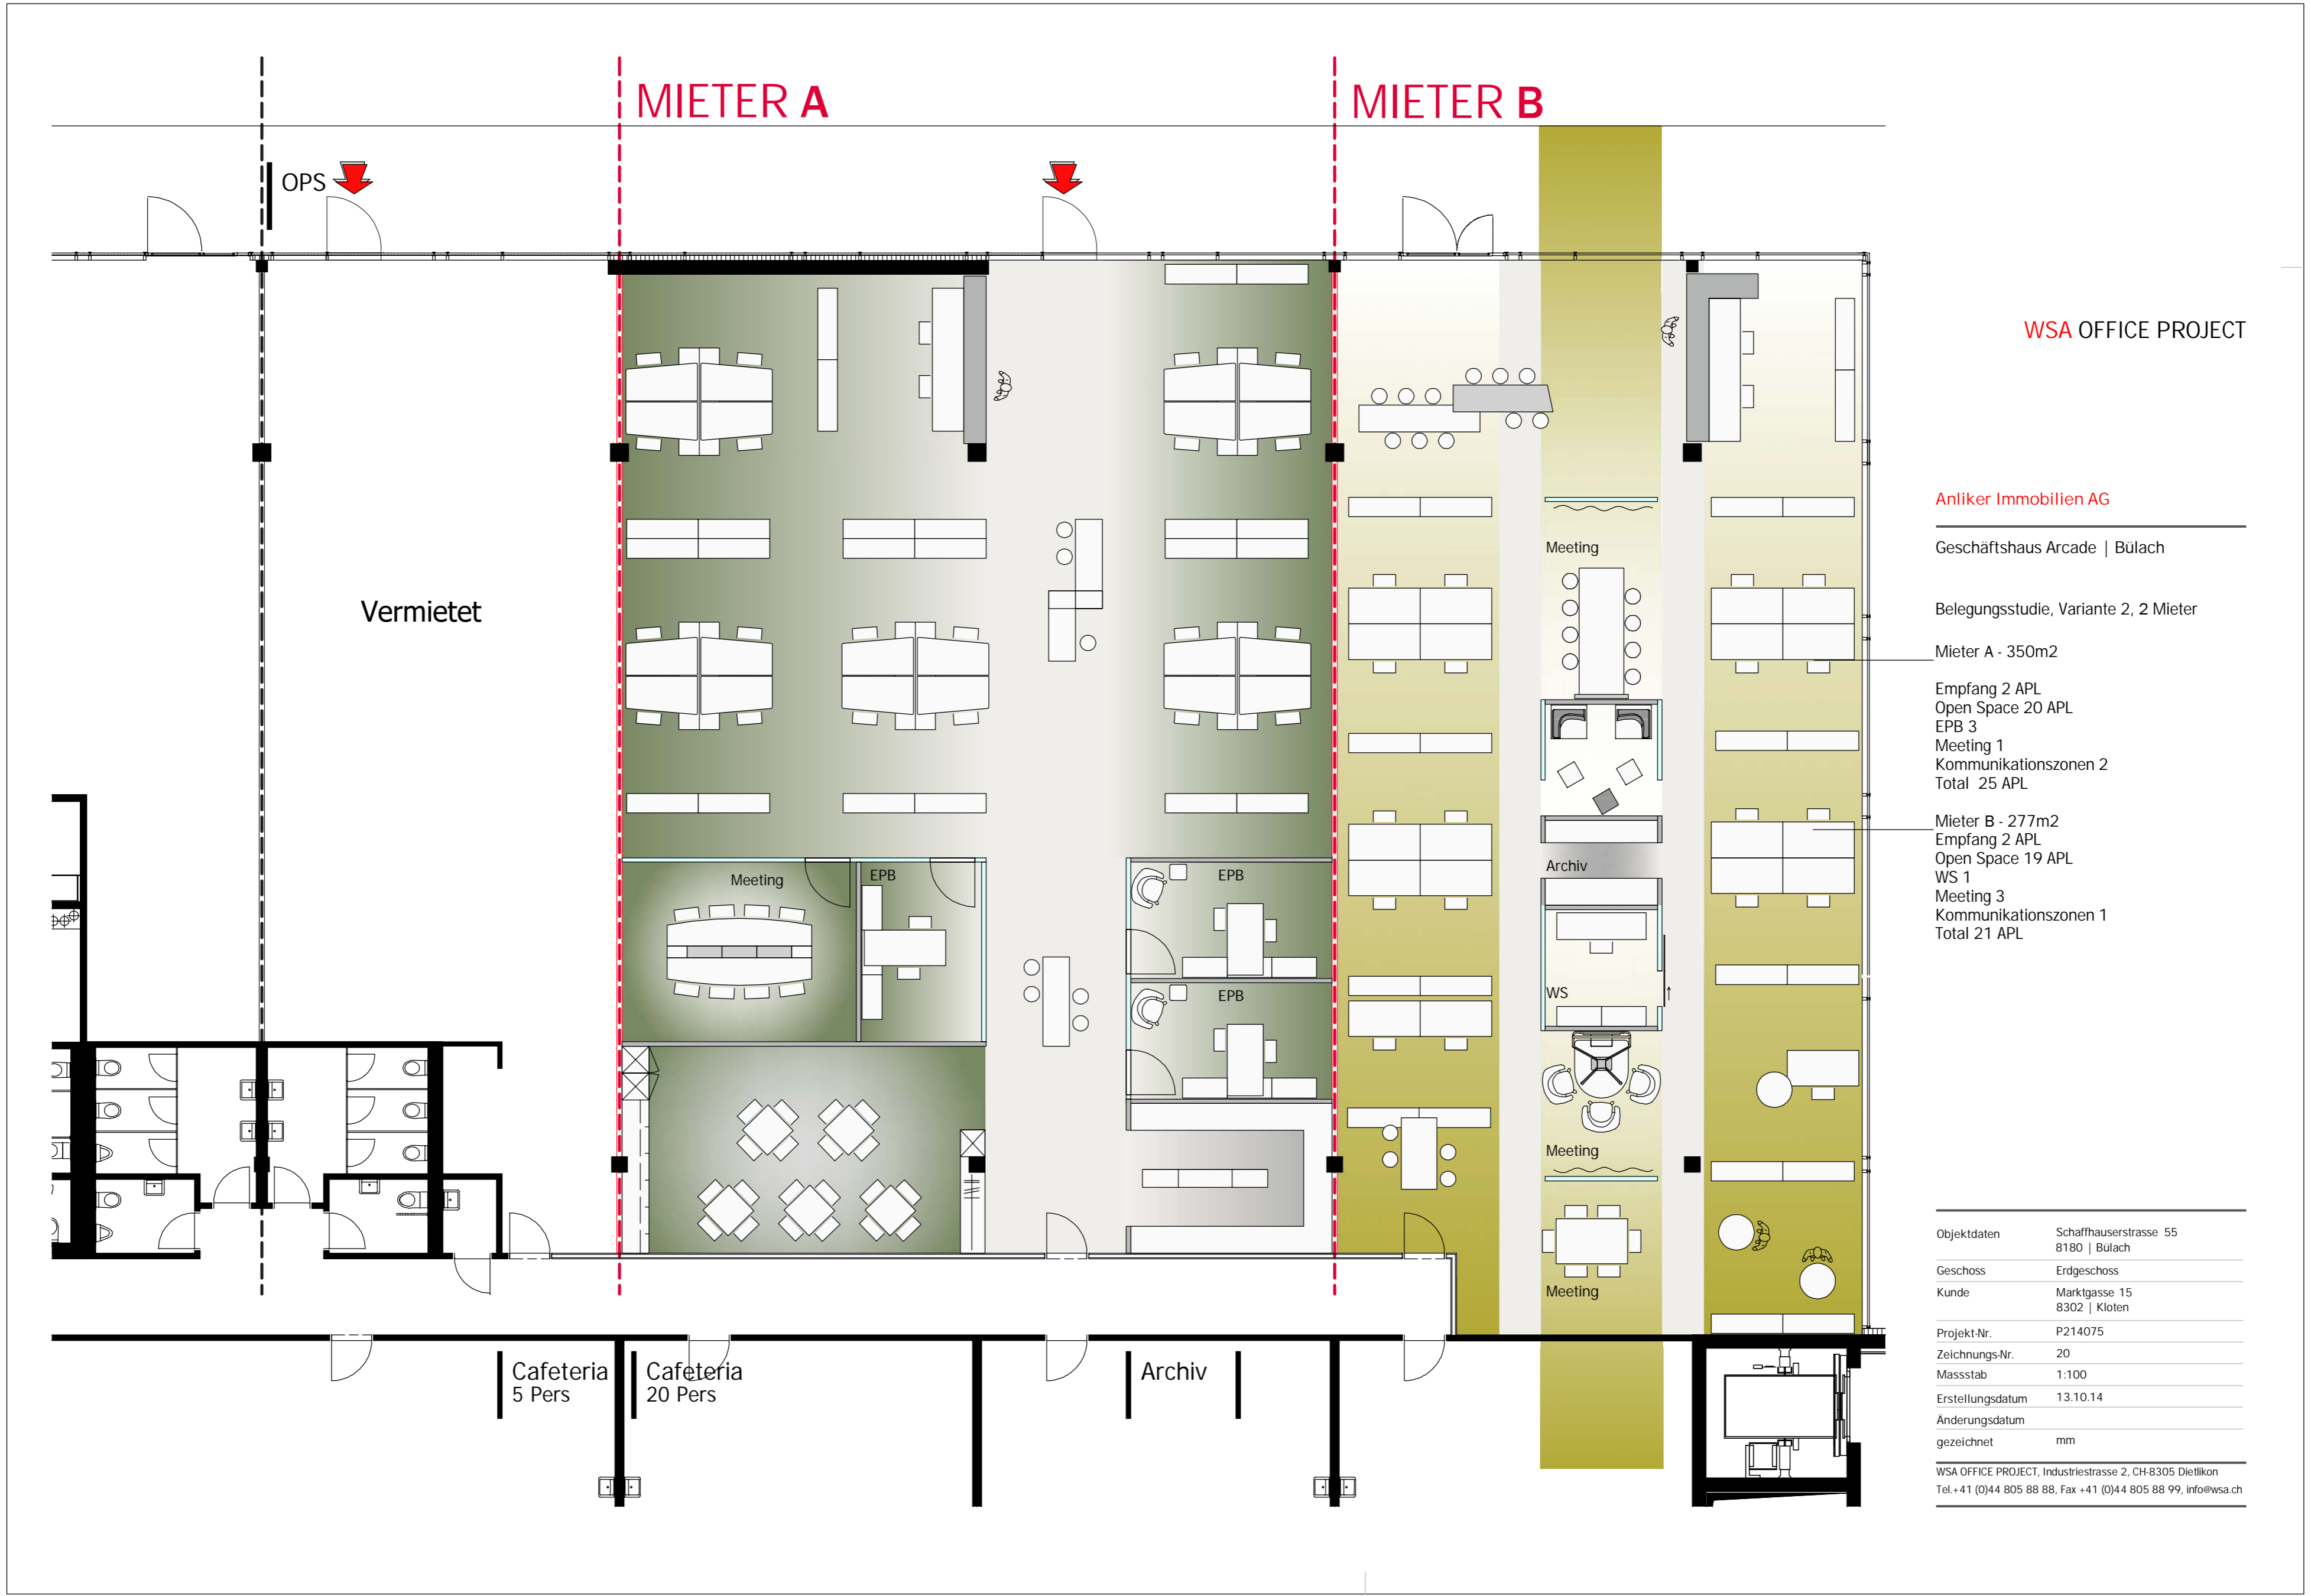 MIETER A
MIETER B
OPS
WSA OFFICE PROJECT
Anliker Immobilien AG
Geschäftshaus Arcade | Bülach
Belegungsstudie, Variante 2, 2 Mieter
Mieter A - 350m2
Empfang 2 APL
Open Space 20 APL
EPB 3
Meeting 1
Kommunikationszonen 2
Total 25 APL
Mieter B - 277m2
Empfang 2 APL
Open Space 19 APL
WS 1
Meeting 3
Kommunikationszonen 1
Total 21 APL
Vermietet
Meeting
Meeting
EPB
EPB
EPB
Archiv
WS
Meeting
Meeting
Cafeteria
5 Pers
Cafeteria
20 Pers
Archiv
Objektdaten Schaffhauserstrasse 55
8180 | Bülach
Geschoss Erdgeschoss
Kunde Marktgasse 15
8302 | Kloten
Projekt-Nr. P214075
Zeichnungs-Nr. 20
Massstab 1:100
Erstellungsdatum 13.10.14
Änderungsdatum
gezeichnet mm
WSA OFFICE PROJECT, Industriestrasse 2, CH-8305 Dietlikon
Tel.+41 (0)44 805 88 88, Fax +41 (0)44 805 88 99, info@wsa.ch